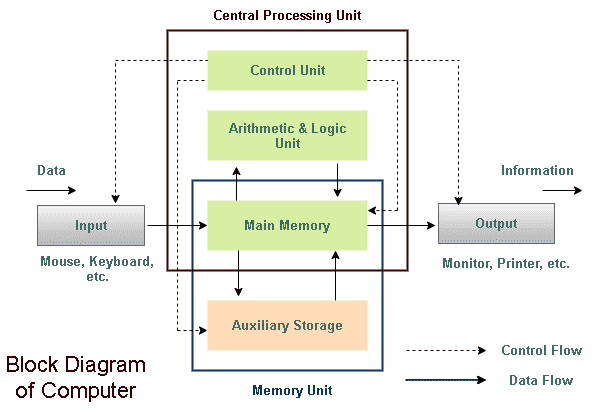 Central Processing Unit
Control Unit
Arithmetic & Logic
Unit
Data
Information
Input
Main Memory
Output
Mouse, Keyboard,
etc.
Monitor, Printer, etc.
Auxiliary Storage
Block Diagram
of Computer
Control Flow
Data Flow
Memory Unit